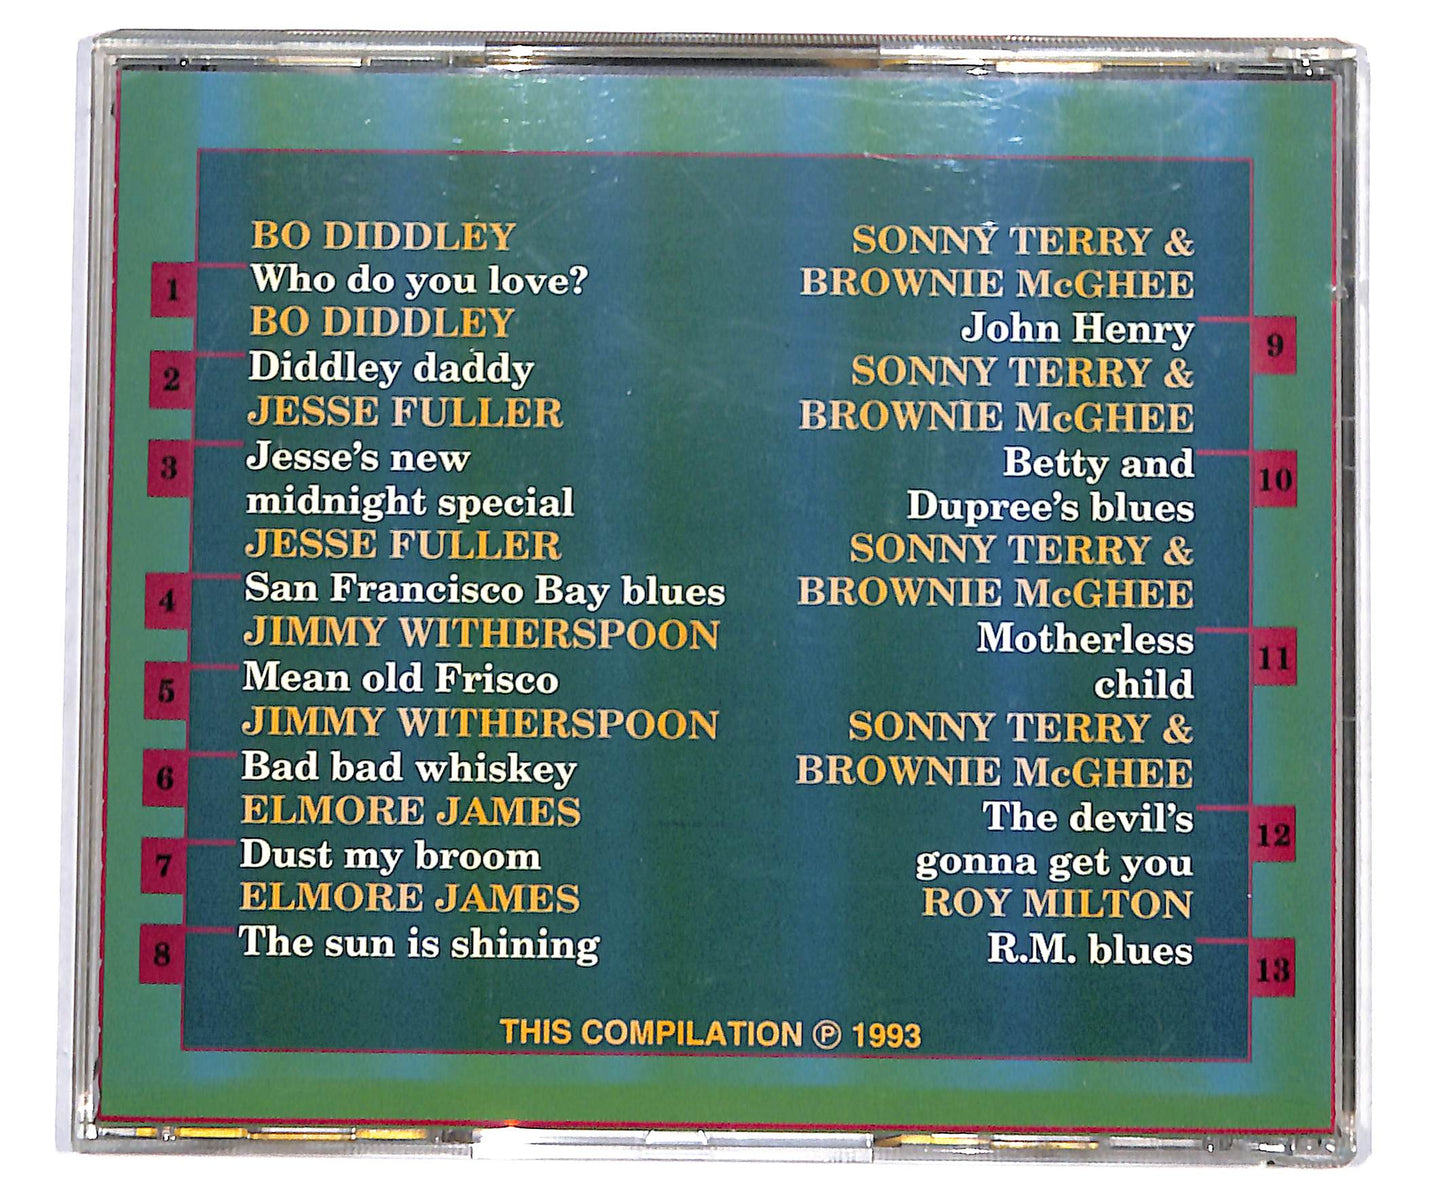 BO DIDDLEY
1 Who do you love?
BO DIDDLEY
2 Diddley daddy
JESSE FULLER
3 Jesse's new
midnight special
JESSE FULLER
4 San Francisco Bay blues
JIMMY WITHERSPOON
5 Mean old Frisco
JIMMY WITHERSPOON
6 Bad bad whiskey
ELMORE JAMES
7 Dust my broom
ELMORE JAMES
8 The sun is shining
SONNY TERRY &
BROWNIE McGHEE
John Henry 9
SONNY TERRY &
BROWNIE McGHEE
Betty and 10
Dupree's blues
SONNY TERRY &
BROWNIE McGHEE
Motherless 11
child
SONNY TERRY &
BROWNIE McGHEE
The devil's 12
gonna get you
ROY MILTON
R.M. blues 13
THIS COMPILATION ℗ 1993